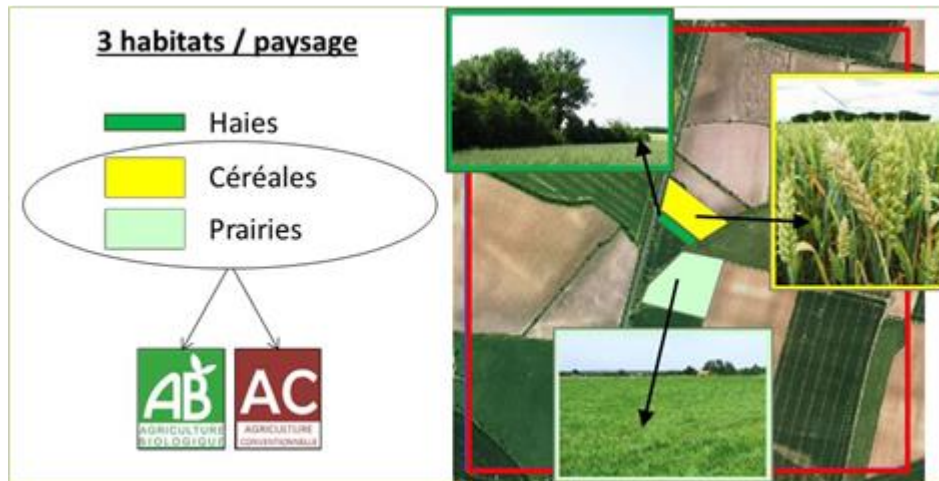 3 habitats / paysage
Haies
Céréales
Prairies
AB
AGRICULTURE
BIOLOGIQUE
AC
AGRICULTURE
CONVENTIONNELLE